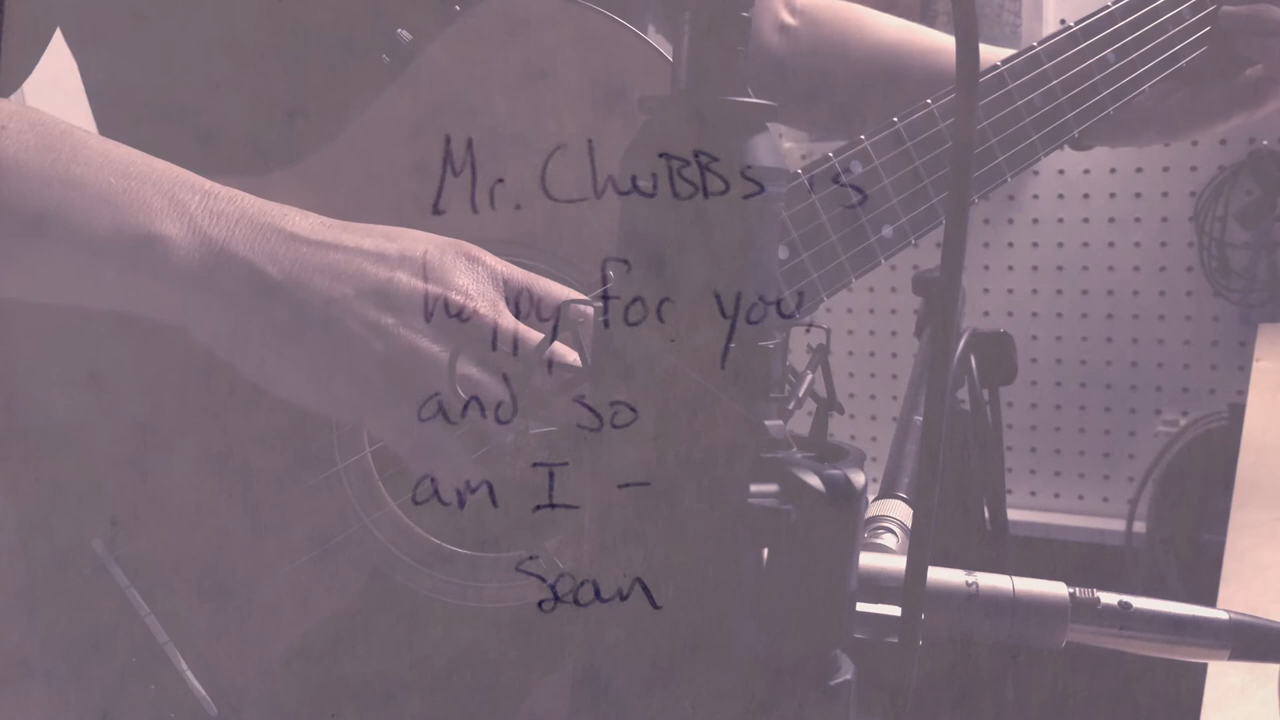 Mr. ChuBBs is
happy for you,
and so
am I -
Sean